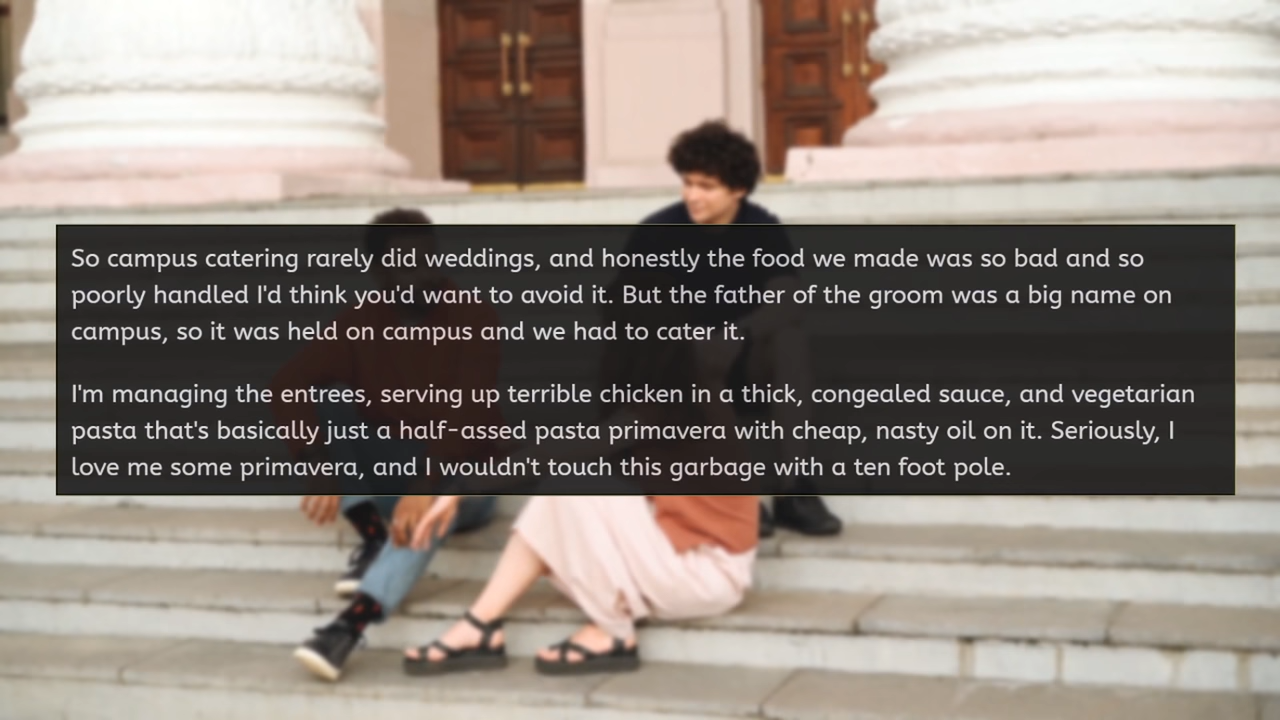 So campus catering rarely did weddings, and honestly the food we made was so bad and so
poorly handled I'd think you'd want to avoid it. But the father of the groom was a big name on
campus, so it was held on campus and we had to cater it.
I'm managing the entrees, serving up terrible chicken in a thick, congealed sauce, and vegetarian
pasta that's basically just a half-assed pasta primavera with cheap, nasty oil on it. Seriously, I
love me some primavera, and I wouldn't touch this garbage with a ten foot pole.